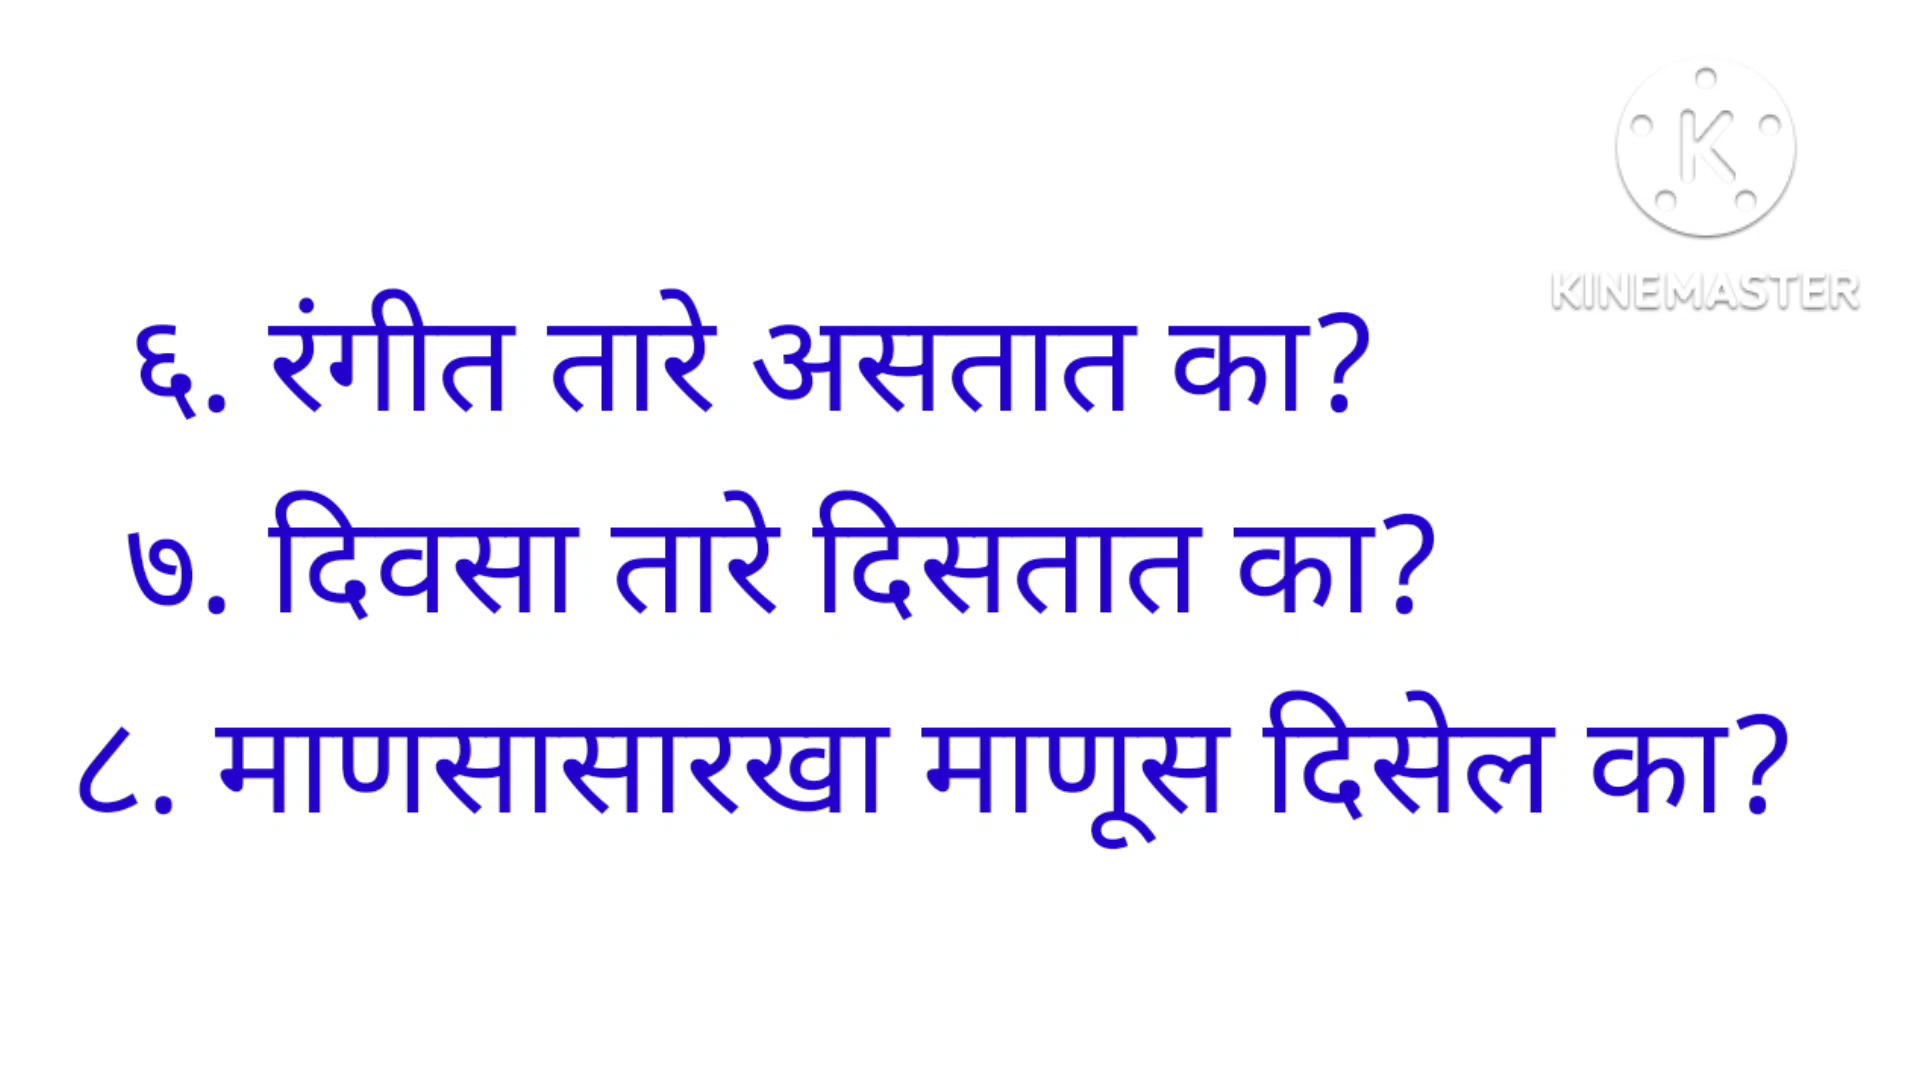 KINEMASTER
६. रंगीत तारे असतात का?
७. दिवसा तारे दिसतात का?
८. माणसासारखा माणूस दिसेल का?